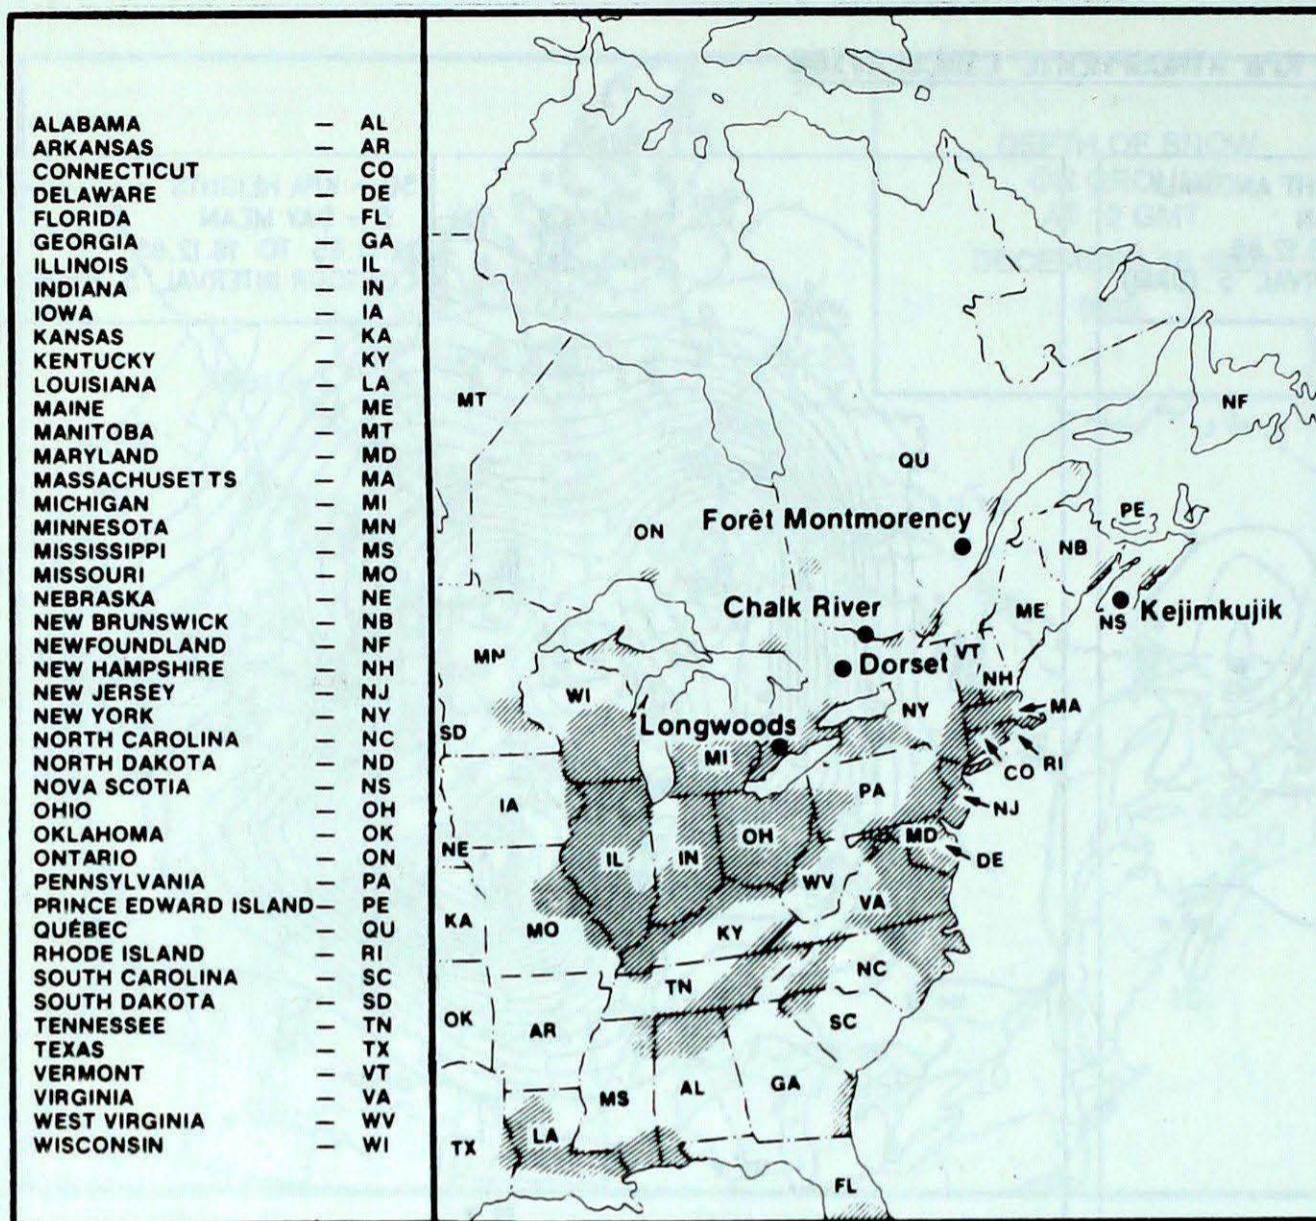 ALABAMA – AL
ARKANSAS – AR
CONNECTICUT CO
DELAWARE – DE
FLORIDA – FL
GEORGIA – GA
ILLINOIS – IL
INDIANA – IN
IOWA – IA
KANSAS – KA
KENTUCKY – KY
LOUISIANA – LA
MAINE – ME
MANITOBA – MT
MARYLAND – MD
MASSACHUSETTS – MA
MICHIGAN – MI
MINNESOTA – MN
MISSISSIPPI – MS
MISSOURI – MO
NEBRASKA – NE
NEW BRUNSWICK – NB
NEWFOUNDLAND – NF
NEW HAMPSHIRE – NH
NEW JERSEY – NJ
NEW YORK – NY
NORTH CAROLINA – NC
NORTH DAKOTA – ND
NOVA SCOTIA – NS
OHIO – OH
OKLAHOMA – OK
ONTARIO – ON
PENNSYLVANIA – PA
PRINCE EDWARD ISLAND – PE
QUÉBEC – QU
RHODE ISLAND – RI
SOUTH CAROLINA – SC
SOUTH DAKOTA – SD
TENNESSEE – TN
TEXAS – TX
VERMONT – VT
VIRGINIA – VA
WEST VIRGINIA – WV
WISCONSIN – WI
MT
NF
QU
PE
Forêt Montmorency
ON
NB
Chalk River
ME
NS
Kejimkujik
MN
Dorset
VT
NH
WI
NY
MA
SD
Longwoods
MI
RI
CO
IA
PA
NJ
NE
IL
IN
OH
MD
DE
WV
VA
KA
MO
KY
NC
TN
OK
AR
SC
MS
AL
GA
LA
TX
FL